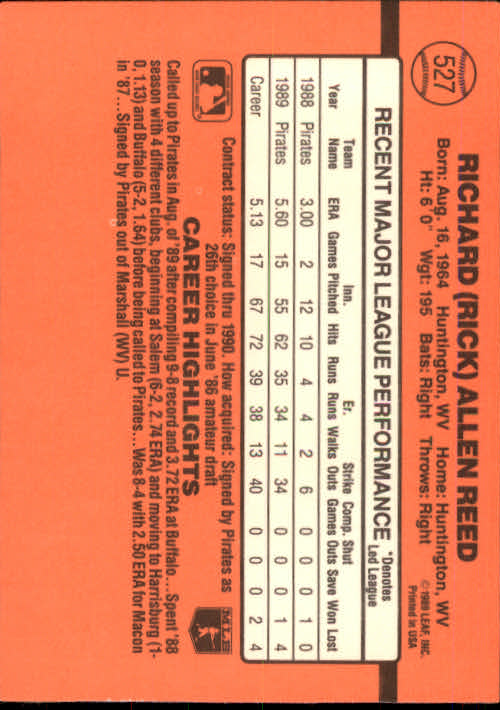 527
RICHARD (RICK) ALLEN REED
Born: Aug. 16, 1964 Huntington, WV Home: Huntington, WV
Ht: 6' 0" Wgt: 195 Bats: Right Throws: Right
©1989 LEAF, INC.
Printed in USA
RECENT MAJOR LEAGUE PERFORMANCE
*Denotes
Led League
Team Inn. Er. Strike Comp. Shut
Year Name ERA Games Pitched Hits Runs Runs Walks Outs Games Outs Save Won Lost
1988 Pirates 3.00 2 12 10 4 4 2 6 0 0 0 1 0
1989 Pirates 5.60 15 55 62 35 34 11 34 0 0 0 1 4
Career 5.13 17 67 72 39 38 13 40 0 0 0 2 4
Contract status: Signed thru 1990. How acquired: Signed by Pirates as
26th choice in June '86 amateur draft
MLB
CAREER HIGHLIGHTS
Called up to Pirates in Aug. of '89 after compiling 9-8 record and 3.72 ERA at Buffalo...Spent '88
season with 4 different clubs, beginning at Salem (6-2, 2.74 ERA) and moving to Harrisburg (1-
0, 1.13) and Buffalo (5-2, 1.64) before being called to Pirates...Was 8-4 with 2.50 ERA for Macon
in '87...Signed by Pirates out of Marshall (WV) U.